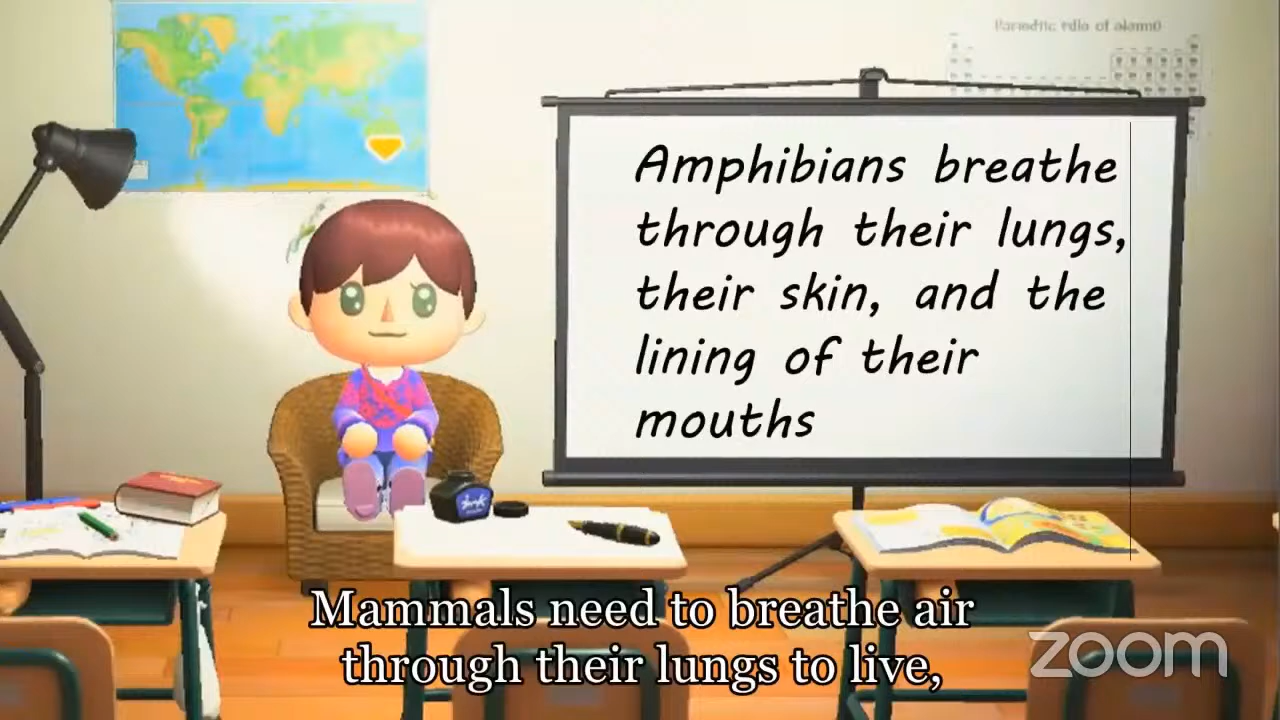 Amphibians breathe
through their lungs,
their skin, and the
lining of their
mouths
Mammals need to breathe air
through their lungs to live,
zoom